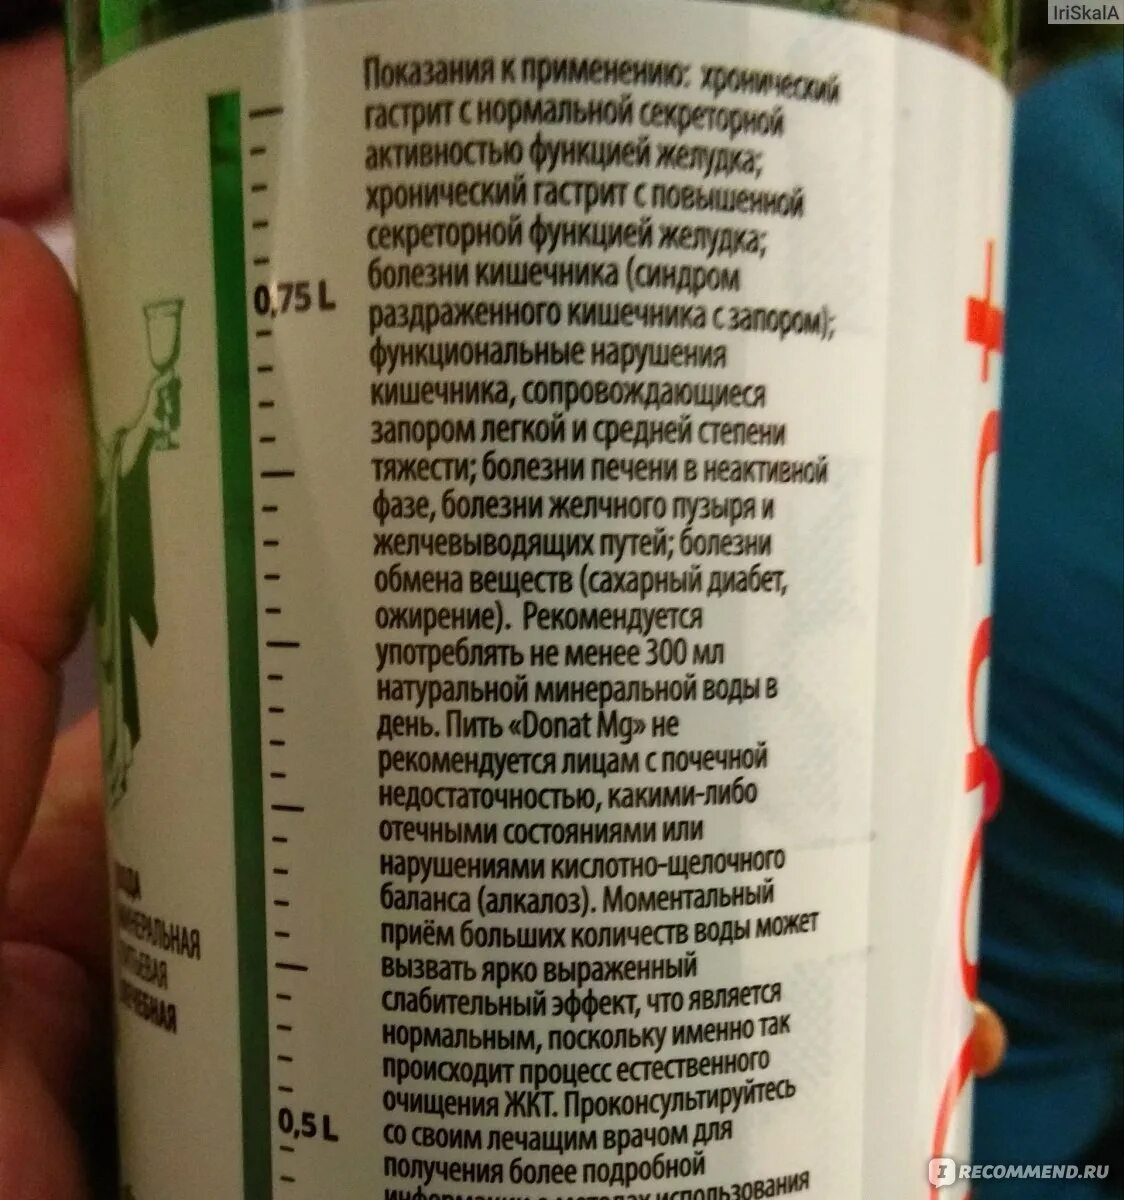 IriSkalA
Показания к применению: хронический
гастрит с нормальной секреторной
активностью функцией желудка;
хронический гастрит с повышенной
секреторной функцией желудка;
болезни кишечника (синдром
раздраженного кишечника с запором);
функциональные нарушения
кишечника, сопровождающиеся
запором легкой и средней степени
тяжести; болезни печени в неактивной
фазе, болезни желчного пузыря и
желчевыводящих путей; болезни
обмена веществ (сахарный диабет,
ожирение). Рекомендуется
употреблять не менее 300 мл
натуральной минеральной воды в
день. Пить «Donat Mg» не
рекомендуется лицам с почечной
недостаточностью, какими-либо
отечными состояниями или
нарушениями кислотно-щелочного
баланса (алкалоз). Моментальный
приём больших количеств воды может
вызвать ярко выраженный
слабительный эффект, что является
нормальным, поскольку именно так
происходит процесс естественного
очищения ЖКТ. Проконсультируйтесь
со своим лечащим врачом для
получения более подробной
использования
0,75 L
0,5 L
IRECOMMEND.RU